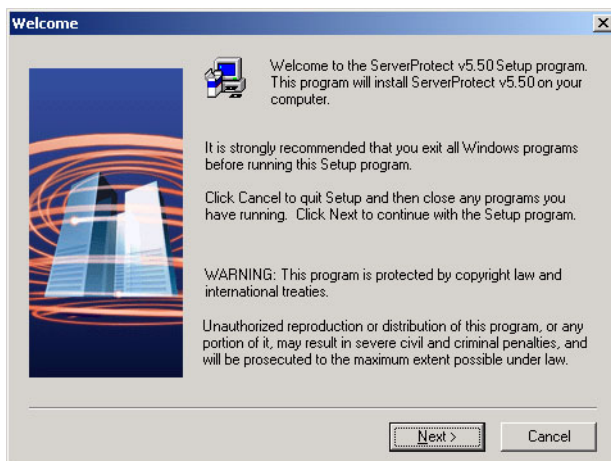 Welcome
Welcome to the ServerProtect v5.50 Setup program.
This program will install ServerProtect v5.50 on your
computer.
It is strongly recommended that you exit all Windows programs
before running this Setup program.
Click Cancel to quit Setup and then close any programs you
have running. Click Next to continue with the Setup program.
WARNING: This program is protected by copyright law and
international treaties.
Unauthorized reproduction or distribution of this program, or any
portion of it, may result in severe civil and criminal penalties, and
will be prosecuted to the maximum extent possible under law.
Next >
Cancel